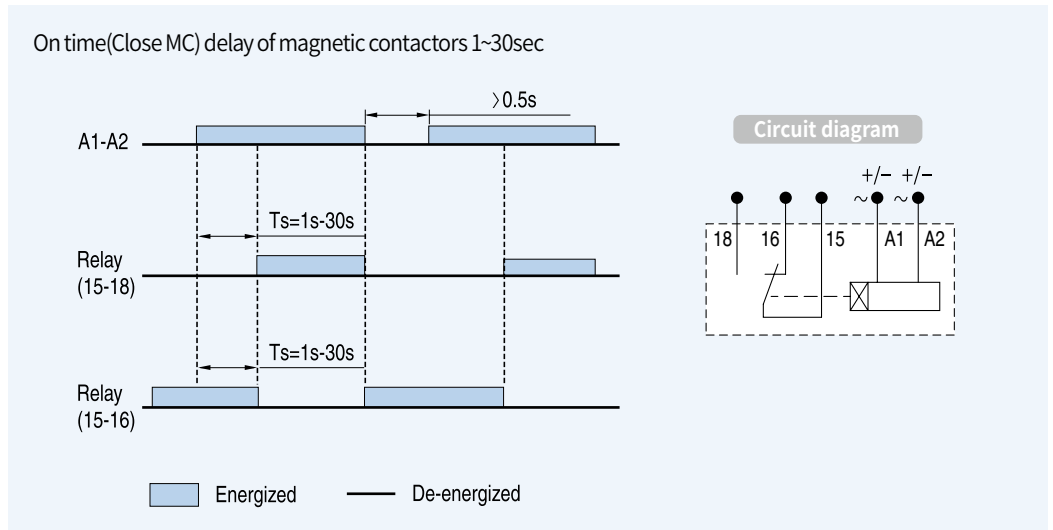 On time(Close MC) delay of magnetic contactors 1~30sec
〉0.5s
A1-A2
Ts=1s-30s
Relay
(15-18)
Ts=1s-30s
Relay
(15-16)
Energized
De-energized
Circuit diagram
+/− +/−
~ ~
18 16 15 A1 A2